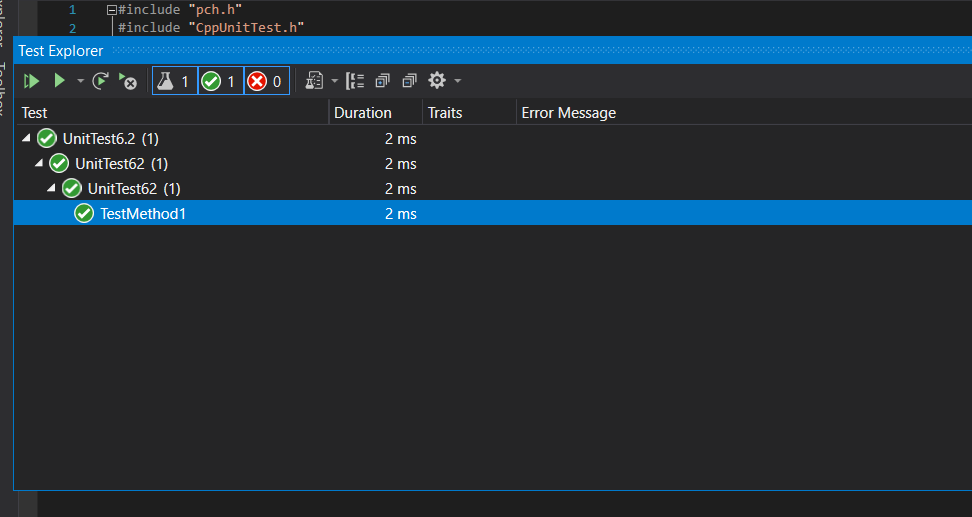 1 #include "pch.h"
2 #include "CppUnitTest.h"
Test Explorer
1 1 0
Test Duration Traits Error Message
UnitTest6.2 (1) 2 ms
UnitTest62 (1) 2 ms
UnitTest62 (1) 2 ms
TestMethod1 2 ms
Toolbox